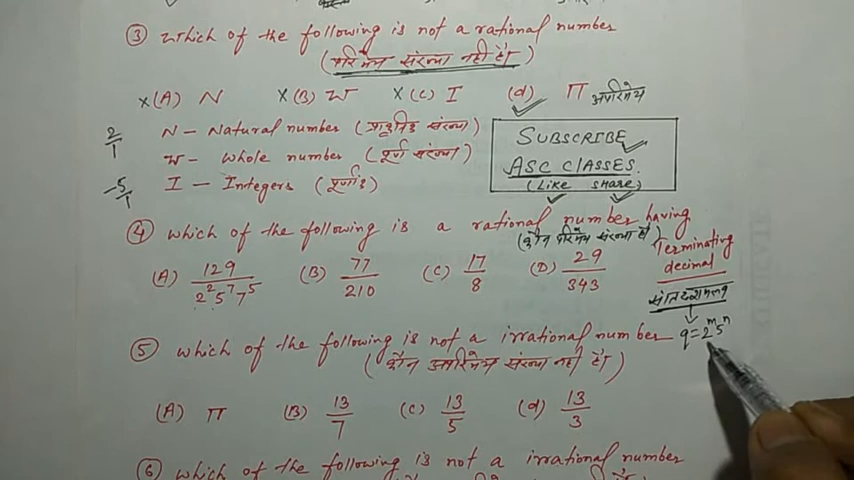 ③ which of the following is not a rational number
(परिमेय संख्या नही है)
×(A) N ×(B) W ×(C) I (d) π अपरिमेय
2/1 N - Natural number (प्राकृतिक संख्या)
W - whole number (पूर्ण संख्या)
-5/1 I - Integers (पूर्णांक)
SUBSCRIBE
ASC CLASSES.
(Like share)
④ which of the following is a rational number having
(कौन परिमेय संख्या है)
Terminating
decimal
(A) 129/2²5⁷7⁵ (B) 77/210 (C) 17/8 (D) 29/343
q=2ᵐ5ⁿ
⑤ which of the following is not a irrational number
(कौन अपरिमेय संख्या नहीं है)
(A) π (B) 13/7 (C) 13/5 (d) 13/3
⑥ which of the following is not a irrational number